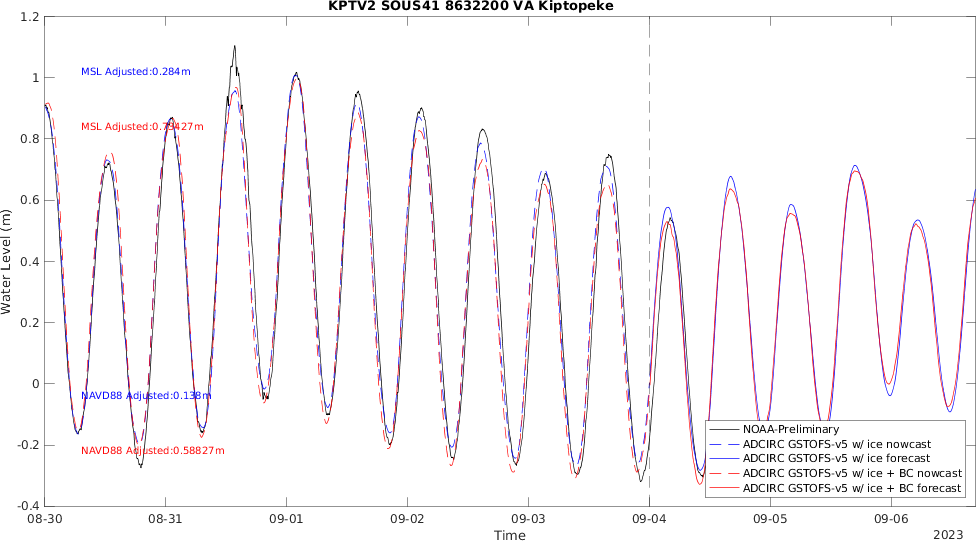 KPTV2 SOUS41 8632200 VA Kiptopeke
1.2
1
0.8
0.6
0.4
0.2
0
-0.2
-0.4
Water Level (m)
MSL Adjusted:0.284m
MSL Adjusted:0.73427m
NAVD88 Adjusted:0.138m
NAVD88 Adjusted:0.58827m
NOAA-Preliminary
ADCIRC GSTOFS-v5 w/ ice nowcast
ADCIRC GSTOFS-v5 w/ ice forecast
ADCIRC GSTOFS-v5 w/ ice + BC nowcast
ADCIRC GSTOFS-v5 w/ ice + BC forecast
08-30 08-31 09-01 09-02 09-03 09-04 09-05 09-06
Time
2023